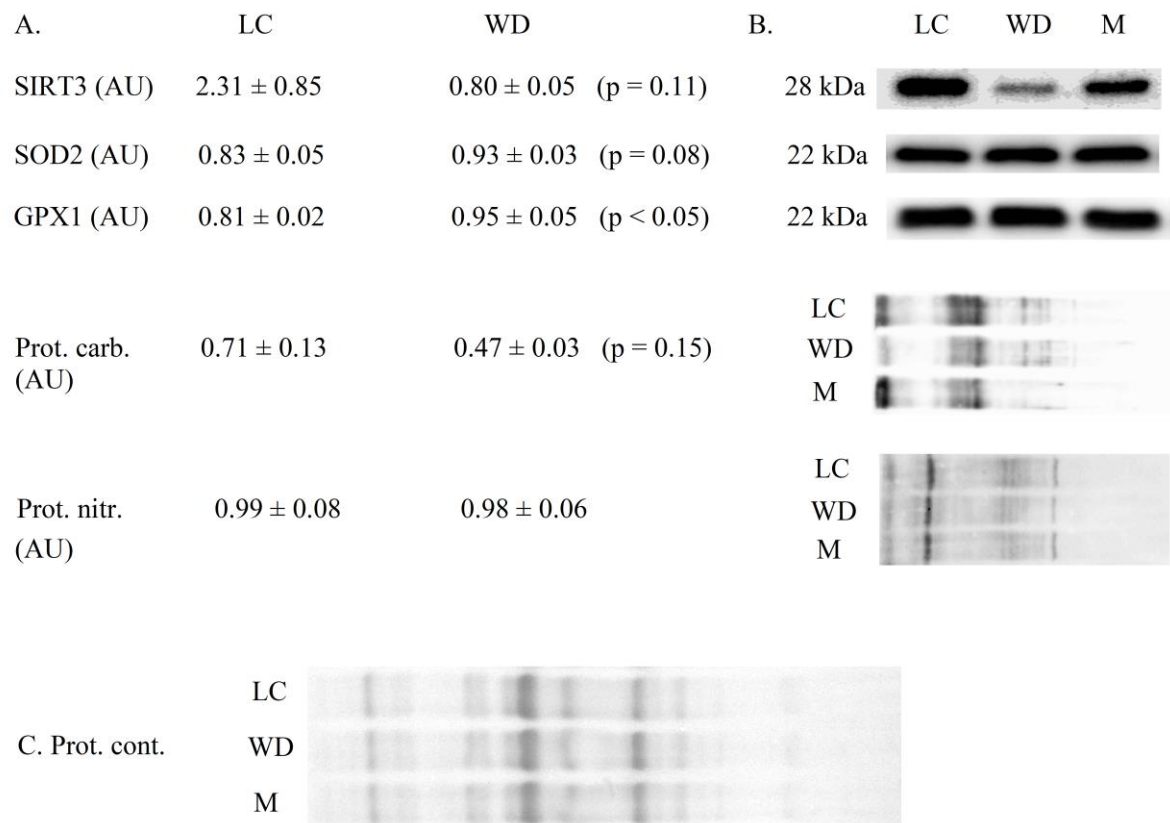 A. LC WD B. LC WD M
SIRT3 (AU) 2.31 ± 0.85 0.80 ± 0.05 (p = 0.11) 28 kDa
SOD2 (AU) 0.83 ± 0.05 0.93 ± 0.03 (p = 0.08) 22 kDa
GPX1 (AU) 0.81 ± 0.02 0.95 ± 0.05 (p < 0.05) 22 kDa
LC
Prot. carb. 0.71 ± 0.13 0.47 ± 0.03 (p = 0.15) WD
(AU)
M
LC
Prot. nitr. 0.99 ± 0.08 0.98 ± 0.06 WD
(AU) M
LC
C. Prot. cont. WD
M